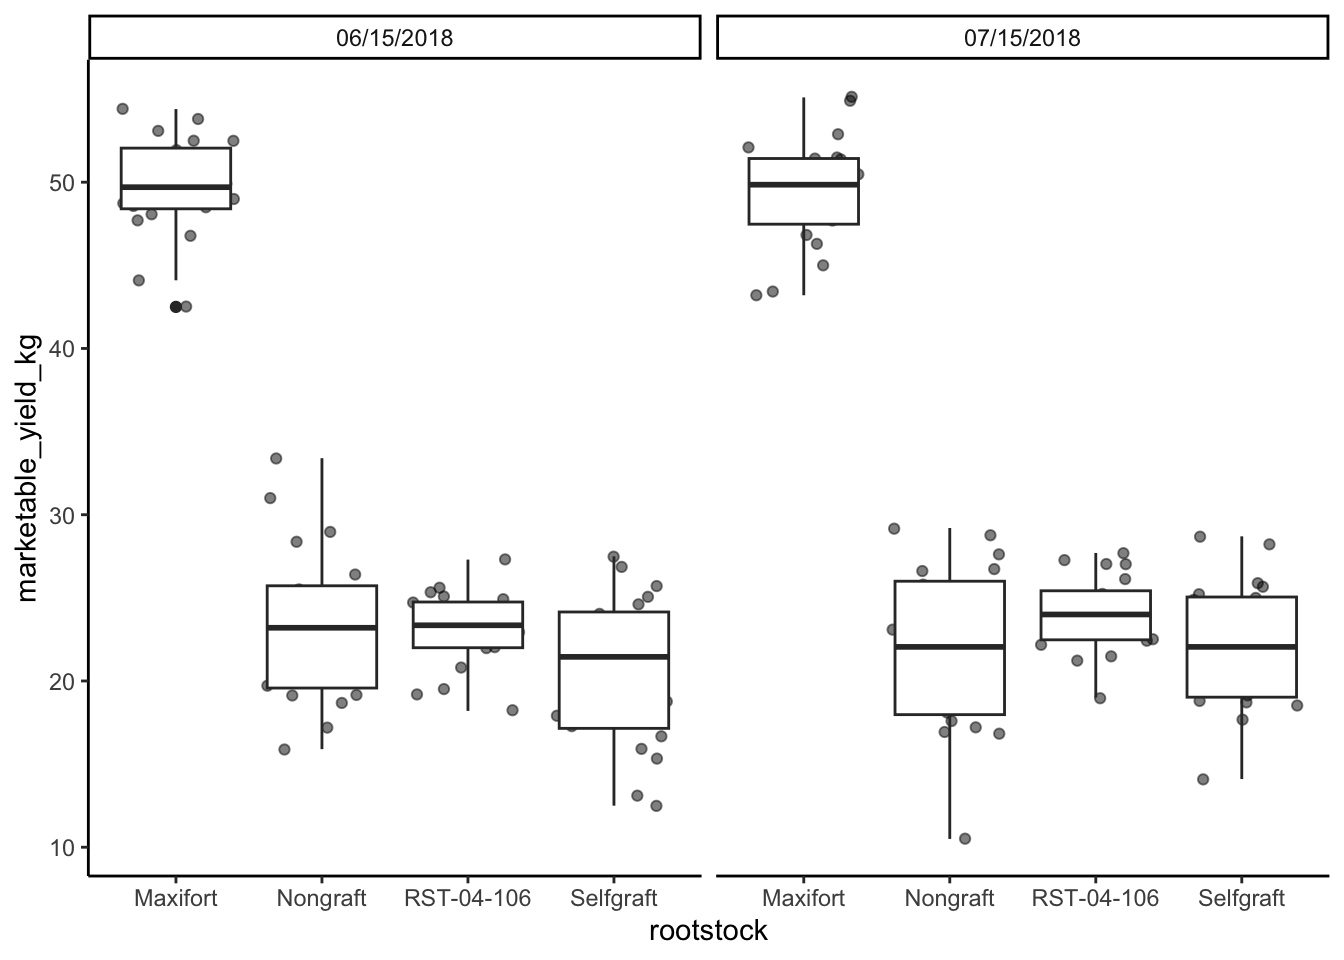 06/15/2018
07/15/2018
marketable_yield_kg
50
40
30
20
10
Maxifort
Nongraft
RST-04-106
Selfgraft
Maxifort
Nongraft
RST-04-106
Selfgraft
rootstock